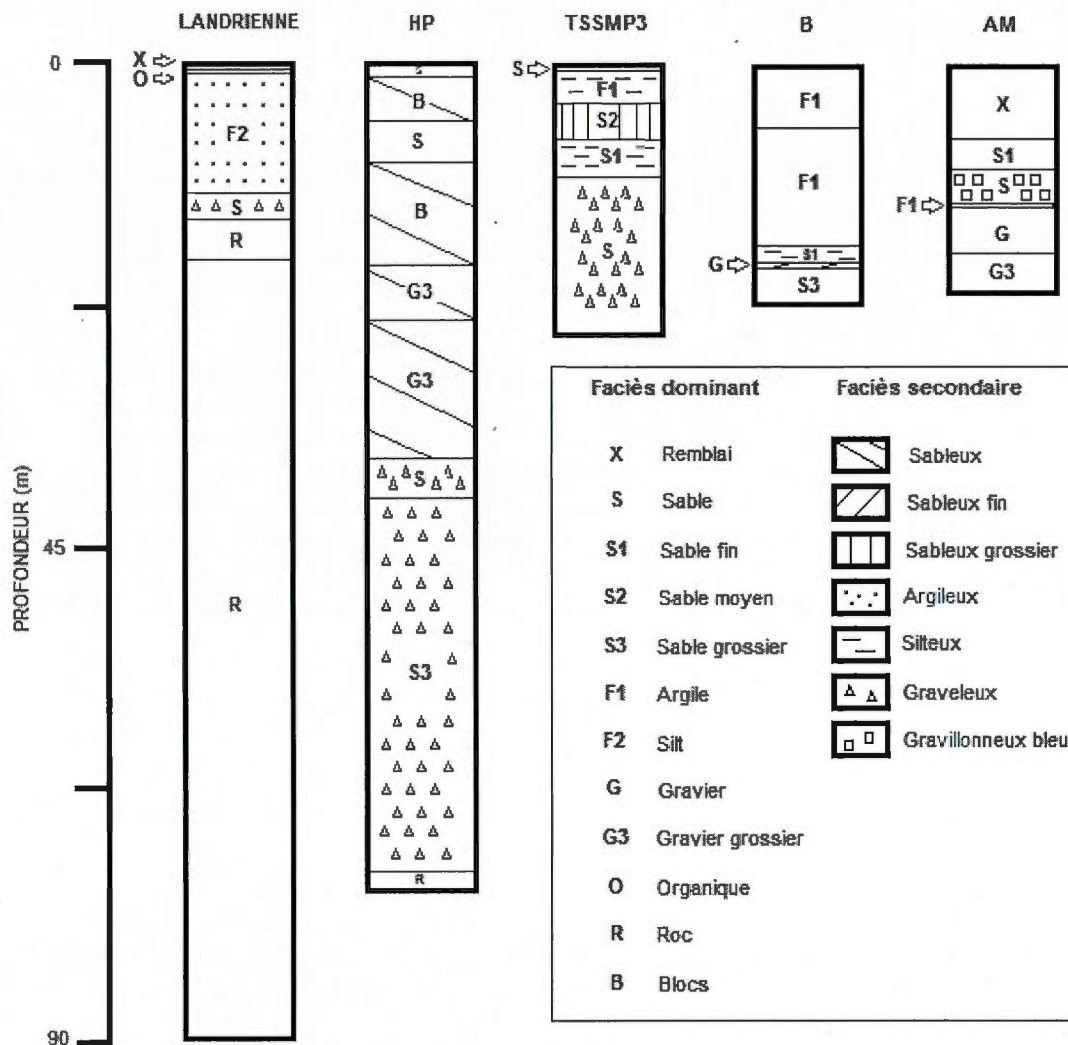 LANDRIENNE HP TSSMP3 B AM
PROFONDEUR (m)
0
45
90
X
O
F2
S
R
R
S
B
S
B
G3
G3
S
S3
R
S
F1
S2
S1
S
F1
F1
S1
G
S3
X
S1
S
F1
G
G3
Faciès dominant Faciès secondaire
X Remblai Sableux
S Sable Sableux fin
S1 Sable fin Sableux grossier
S2 Sable moyen Argileux
S3 Sable grossier Silteux
F1 Argile Graveleux
F2 Silt Gravillonneux bleu
G Gravier
G3 Gravier grossier
O Organique
R Roc
B Blocs